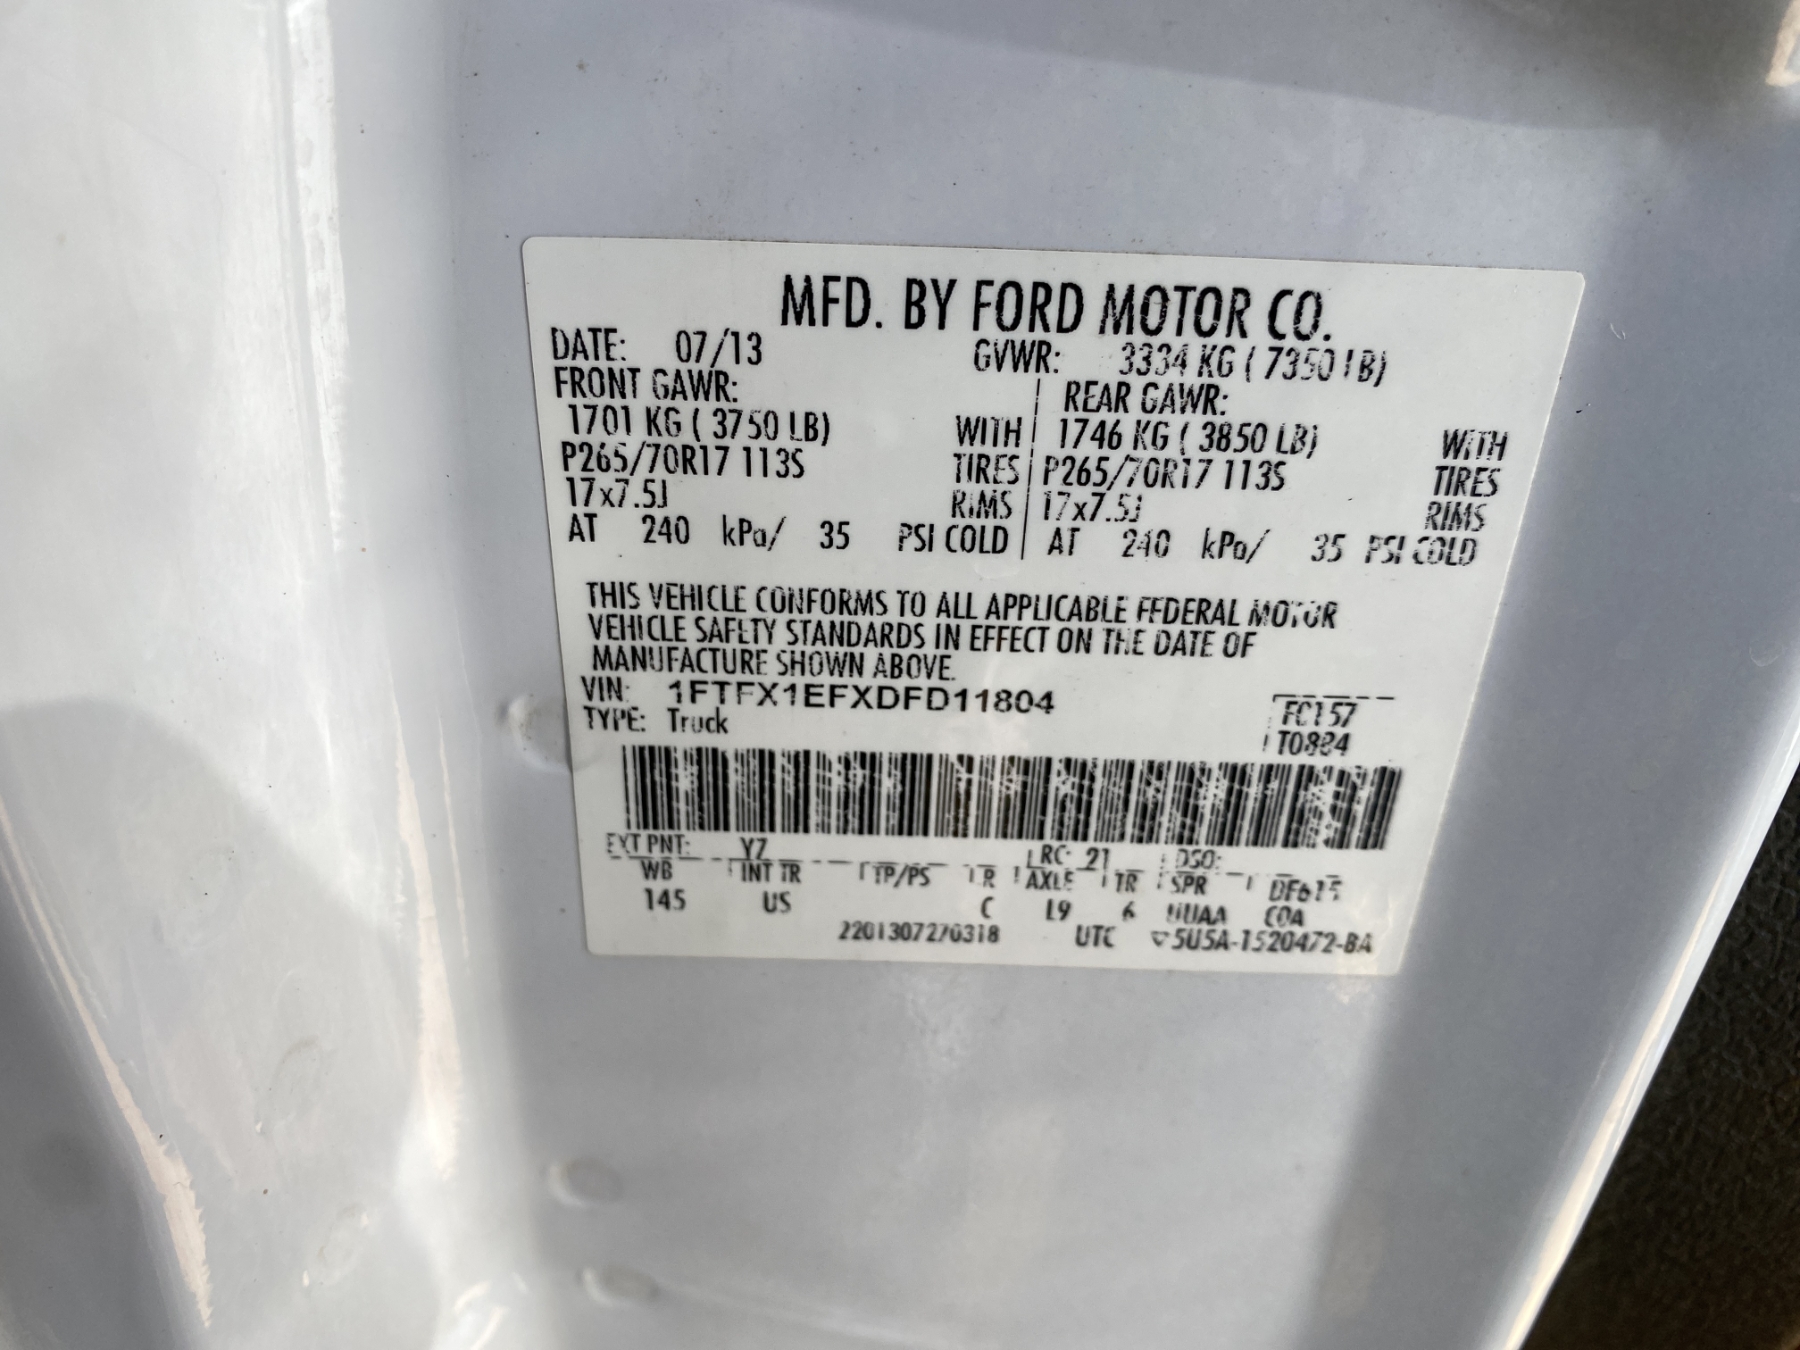 MFD. BY FORD MOTOR CO.
DATE: 07/13 GVWR: 3334 KG ( 7350 LB)
FRONT GAWR: REAR GAWR:
1701 KG ( 3750 LB) WITH 1746 KG ( 3850 LB) WITH
P265/70R17 113S TIRES P265/70R17 113S TIRES
17x7.5J RIMS 17x7.5J RIMS
AT 240 kPa/ 35 PSI COLD AT 240 kPa/ 35 PSI COLD
THIS VEHICLE CONFORMS TO ALL APPLICABLE FEDERAL MOTOR
VEHICLE SAFETY STANDARDS IN EFFECT ON THE DATE OF
MANUFACTURE SHOWN ABOVE.
VIN: 1FTFX1EFXDFD11804 FC157
TYPE: Truck T0884
EXT PNT: YZ RC: 21 DSO:
WB INT TR TP/PS R AXLE TR SPR DF615
145 US C L9 6 UUAA COA
2201307270318 UTC ▽5U5A-1520472-BA